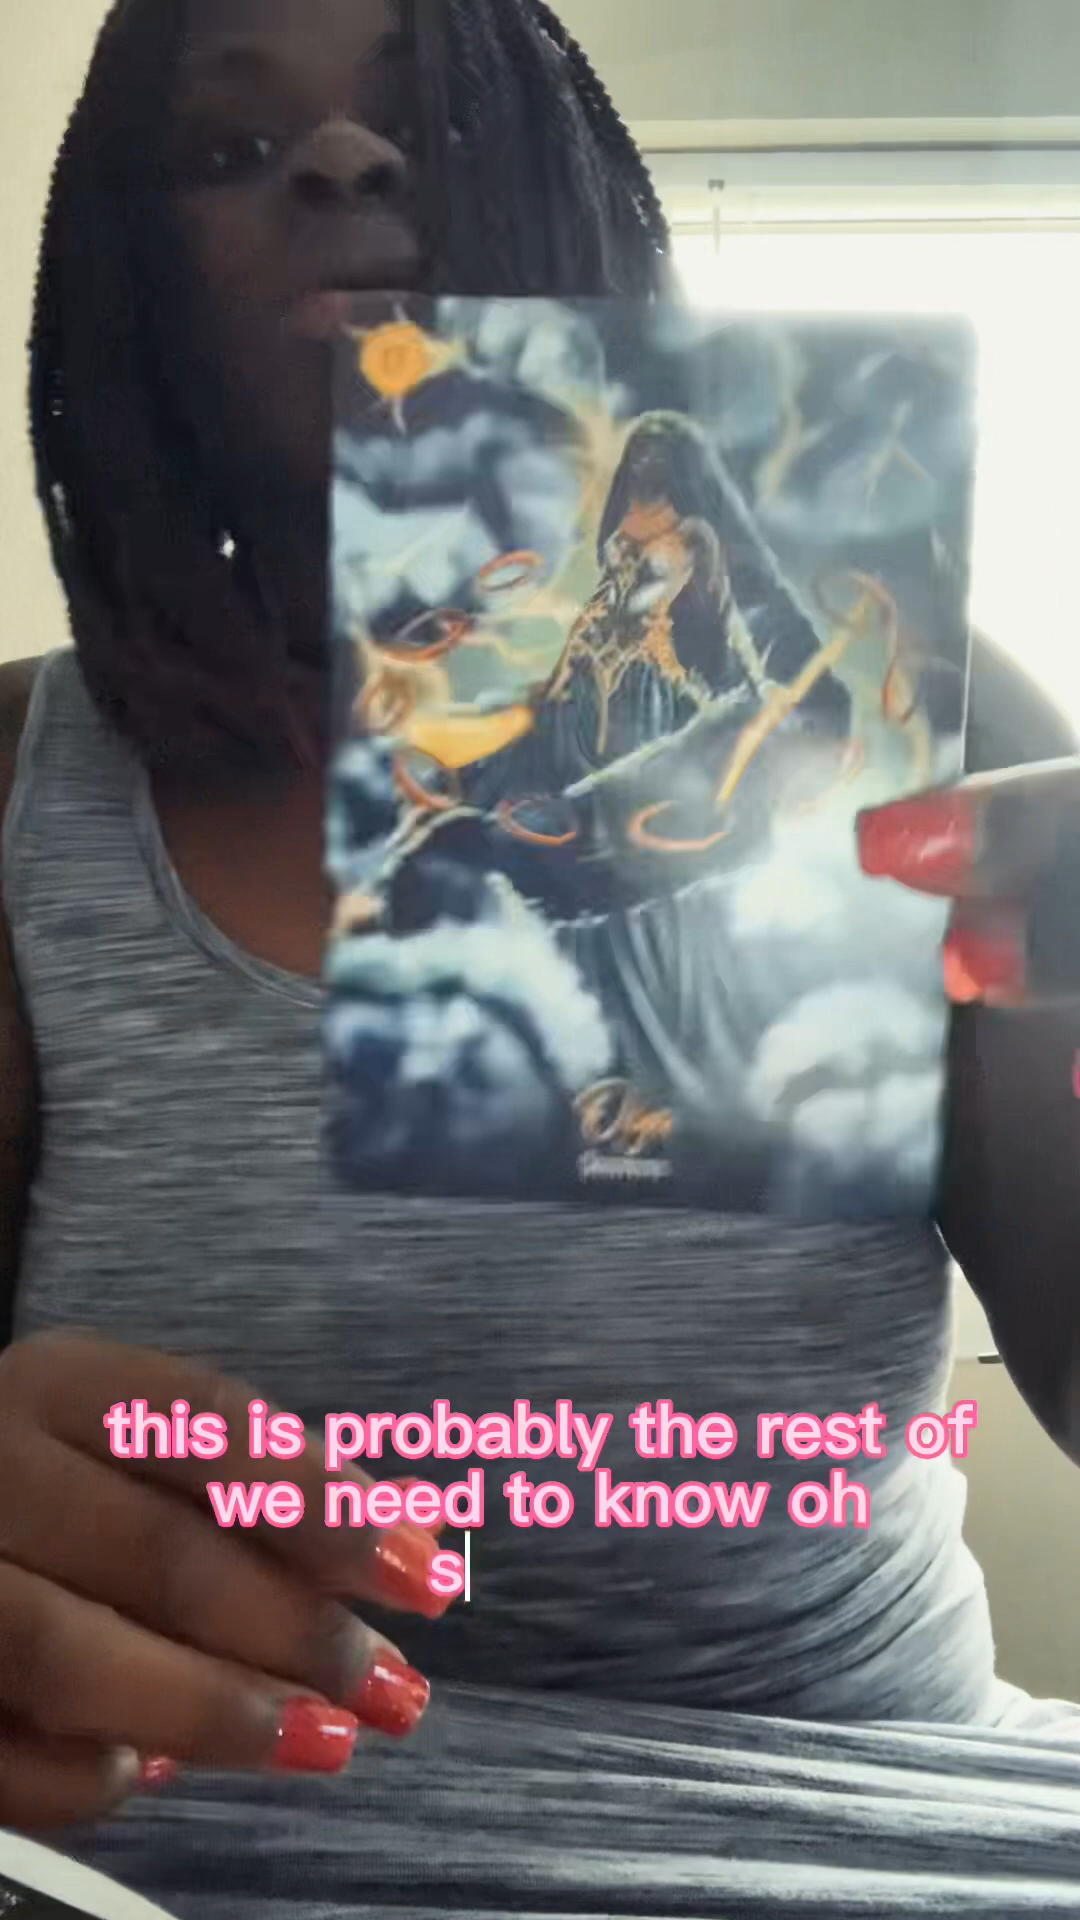 this is probably the rest of
we need to know oh
s